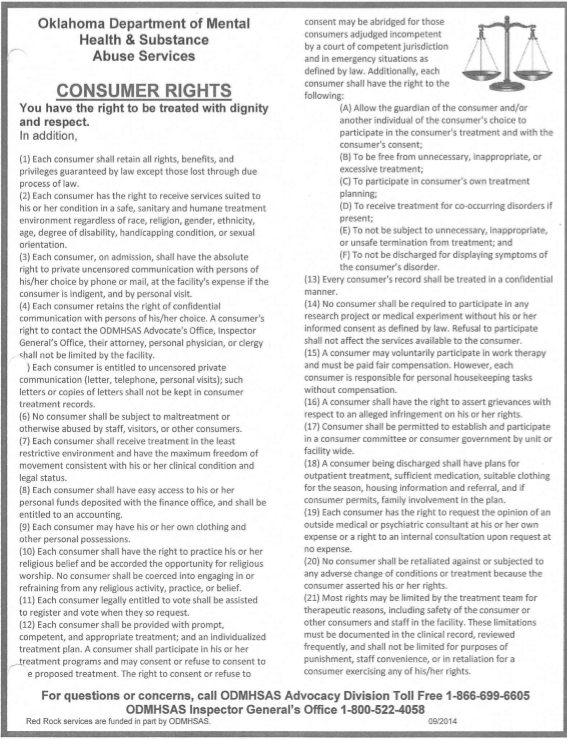 Oklahoma Department of Mental
Health & Substance
Abuse Services
CONSUMER RIGHTS
You have the right to be treated with dignity
and respect.
In addition,
(1) Each consumer shall retain all rights, benefits, and
privileges guaranteed by law except those lost through due
process of law.
(2) Each consumer has the right to receive services suited to
his or her condition in a safe, sanitary and humane treatment
environment regardless of race, religion, gender, ethnicity,
age, degree of disability, handicapping condition, or sexual
orientation.
(3) Each consumer, on admission, shall have the absolute
right to private uncensored communication with persons of
his/her choice by phone or mail, at the facility's expense if the
consumer is indigent, and by personal visit.
(4) Each consumer retains the right of confidential
communication with persons of his/her choice. A consumer's
right to contact the ODMHSAS Advocate's Office, Inspector
General's Office, their attorney, personal physician, or clergy
shall not be limited by the facility.
) Each consumer is entitled to uncensored private
communication (letter, telephone, personal visits); such
letters or copies of letters shall not be kept in consumer
treatment records.
(6) No consumer shall be subject to maltreatment or
otherwise abused by staff, visitors, or other consumers.
(7) Each consumer shall receive treatment in the least
restrictive environment and have the maximum freedom of
movement consistent with his or her clinical condition and
legal status.
(8) Each consumer shall have easy access to his or her
personal funds deposited with the finance office, and shall be
entitled to an accounting.
(9) Each consumer may have his or her own clothing and
other personal possessions.
(10) Each consumer shall have the right to practice his or her
religious belief and be accorded the opportunity for religious
worship. No consumer shall be coerced into engaging in or
refraining from any religious activity, practice, or belief.
(11) Each consumer legally entitled to vote shall be assisted
to register and vote when they so request.
(12) Each consumer shall be provided with prompt,
competent, and appropriate treatment; and an individualized
treatment plan. A consumer shall participate in his or her
treatment programs and may consent or refuse to consent to
e proposed treatment. The right to consent or refuse to
consent may be abridged for those
consumers adjudged incompetent
by a court of competent jurisdiction
and in emergency situations as
defined by law. Additionally, each
consumer shall have the right to the
following:
(A) Allow the guardian of the consumer and/or
another individual of the consumer's choice to
participate in the consumer's treatment and with the
consumer's consent;
(B) To be free from unnecessary, inappropriate, or
excessive treatment;
(C) To participate in consumer's own treatment
planning;
(D) To receive treatment for co-occurring disorders if
present;
(E) To not be subject to unnecessary, inappropriate,
or unsafe termination from treatment; and
(F) To not be discharged for displaying symptoms of
the consumer's disorder.
(13) Every consumer's record shall be treated in a confidential
manner.
(14) No consumer shall be required to participate in any
research project or medical experiment without his or her
informed consent as defined by law. Refusal to participate
shall not affect the services available to the consumer.
(15) A consumer may voluntarily participate in work therapy
and must be paid fair compensation. However, each
consumer is responsible for personal housekeeping tasks
without compensation.
(16) A consumer shall have the right to assert grievances with
respect to an alleged infringement on his or her rights.
(17) Consumer shall be permitted to establish and participate
in a consumer committee or consumer government by unit or
facility wide.
(18) A consumer being discharged shall have plans for
outpatient treatment, sufficient medication, suitable clothing
for the season, housing information and referral, and if
consumer permits, family involvement in the plan.
(19) Each consumer has the right to request the opinion of an
outside medical or psychiatric consultant at his or her own
expense or a right to an internal consultation upon request at
no expense.
(20) No consumer shall be retaliated against or subjected to
any adverse change of conditions or treatment because the
consumer asserted his or her rights.
(21) Most rights may be limited by the treatment team for
therapeutic reasons, including safety of the consumer or
other consumers and staff in the facility. These limitations
must be documented in the clinical record, reviewed
frequently, and shall not be limited for purposes of
punishment, staff convenience, or in retaliation for a
consumer exercising any of his/her rights.
For questions or concerns, call ODMHSAS Advocacy Division Toll Free 1-866-699-6605
ODMHSAS Inspector General's Office 1-800-522-4058
Red Rock services are funded in part by ODMHSAS.
09/2014